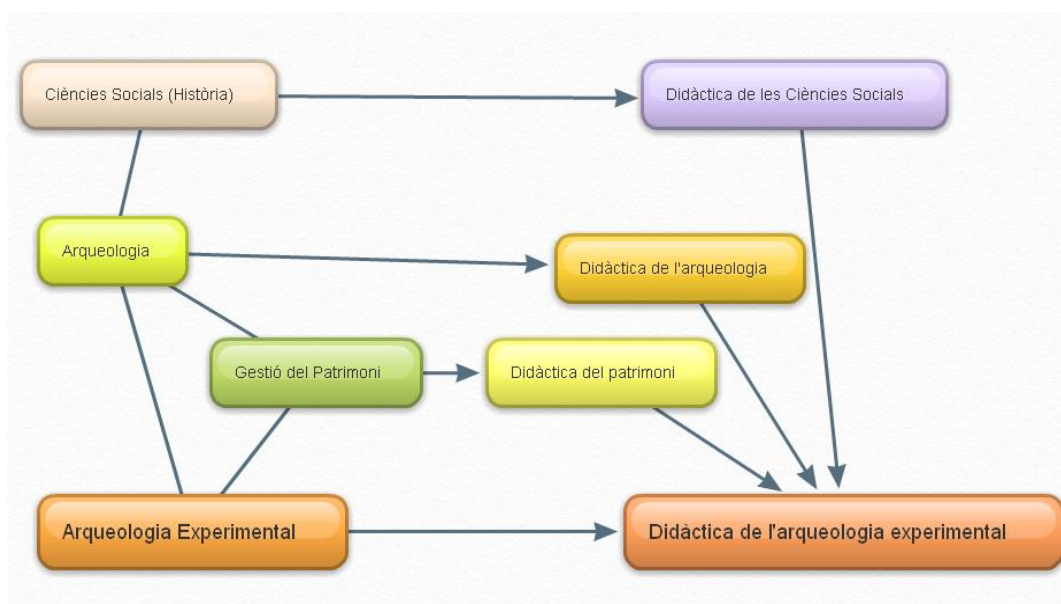 Ciències Socials (Història)
Didàctica de les Ciències Socials
Arqueologia
Didàctica de l'arqueologia
Gestió del Patrimoni
Didàctica del patrimoni
Arqueologia Experimental
Didàctica de l'arqueologia experimental